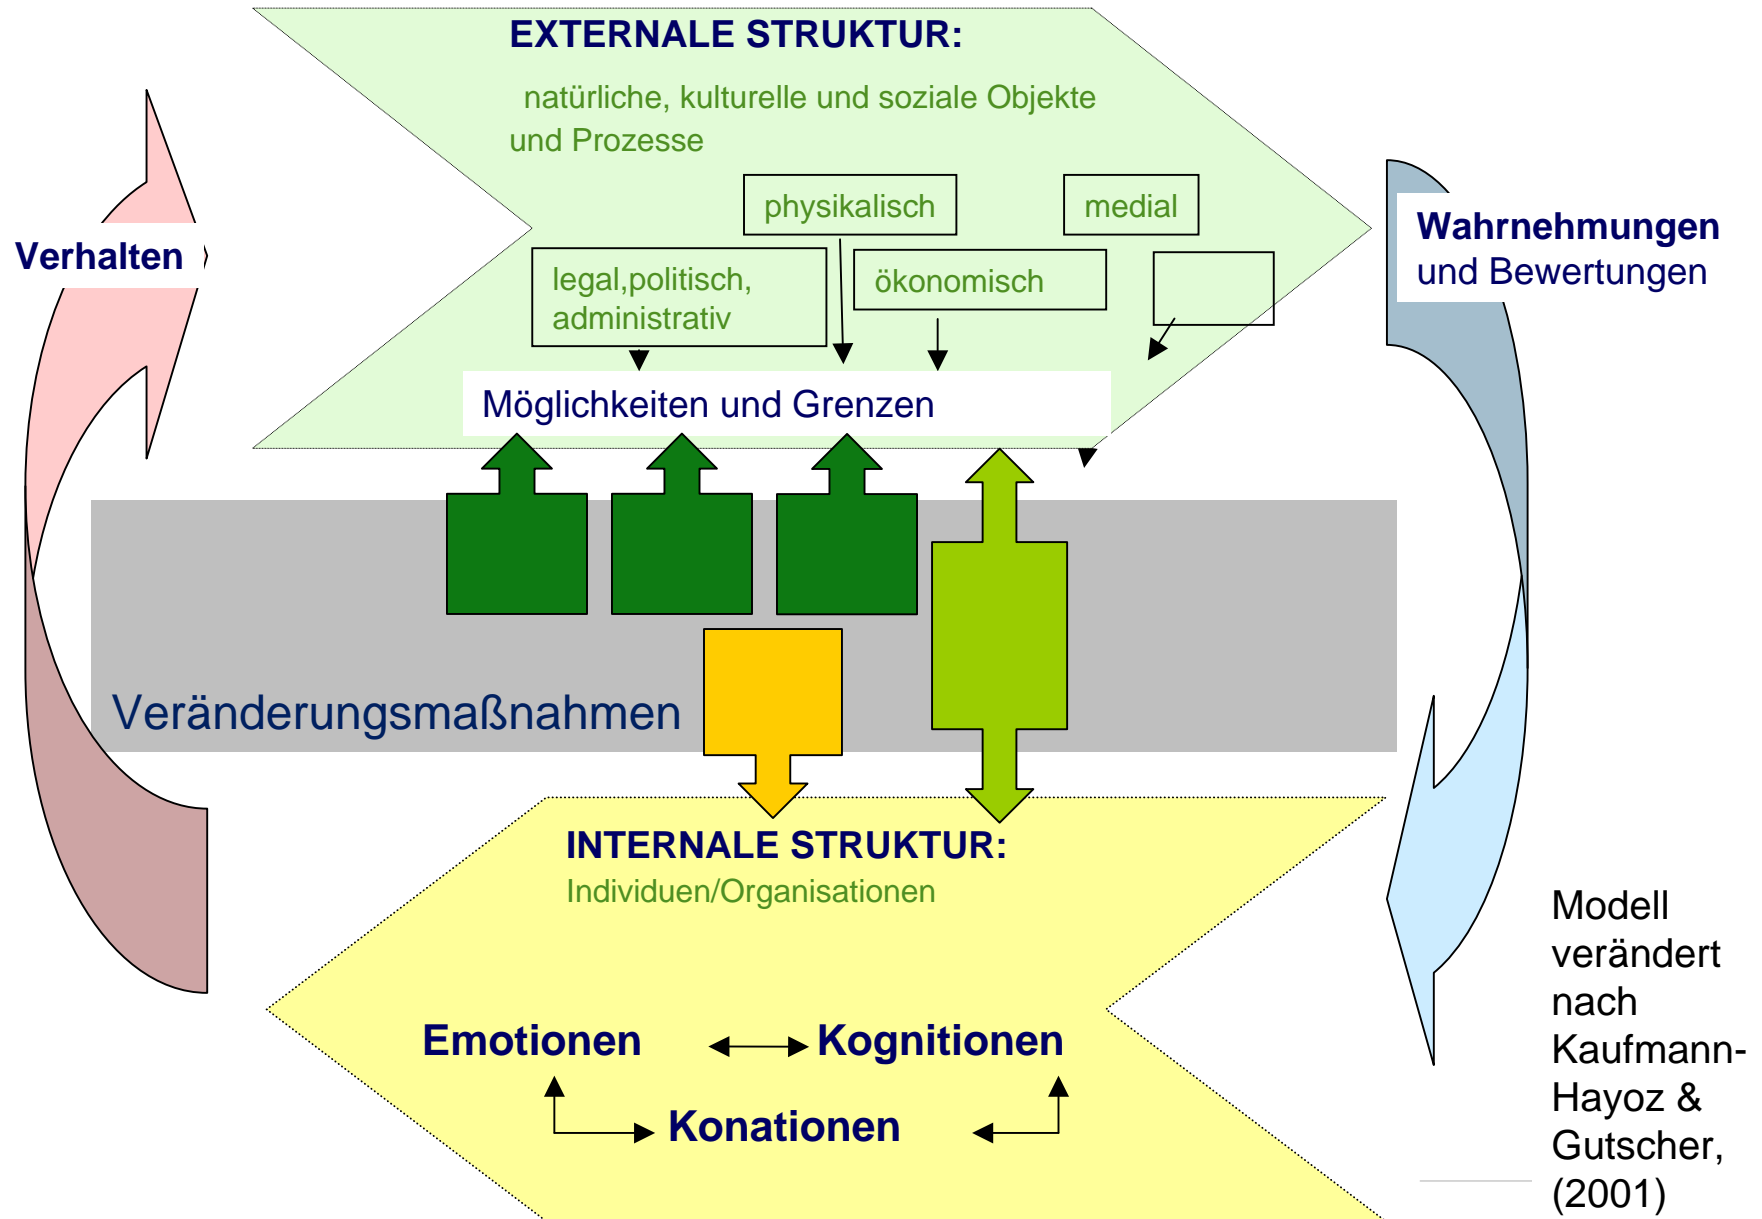 EXTERNALE STRUKTUR:
natürliche, kulturelle und soziale Objekte
und Prozesse
physikalisch
medial
Verhalten
Wahrnehmungen
und Bewertungen
legal,politisch,
administrativ
ökonomisch
Möglichkeiten und Grenzen
Veränderungsmaßnahmen
INTERNALE STRUKTUR:
Individuen/Organisationen
Emotionen
Kognitionen
Konationen
Modell
verändert
nach
Kaufmann-
Hayoz &
Gutscher,
(2001)